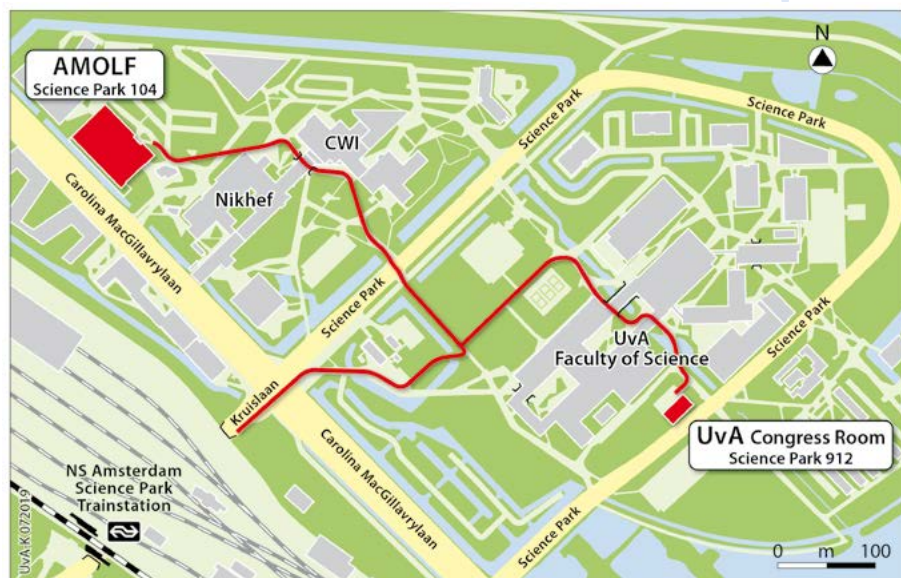 N
AMOLF
Science Park 104
CWI
Nikhef
Science Park
Science Park
Carolina MacGillavrylaan
Science Park
UvA
Faculty of Science
Science Park
Kruislaan
UvA Congress Room
Science Park 912
Carolina MacGillavrylaan
NS Amsterdam
Science Park
Trainstation
Science Park
0 m 100
UvA.K.072019